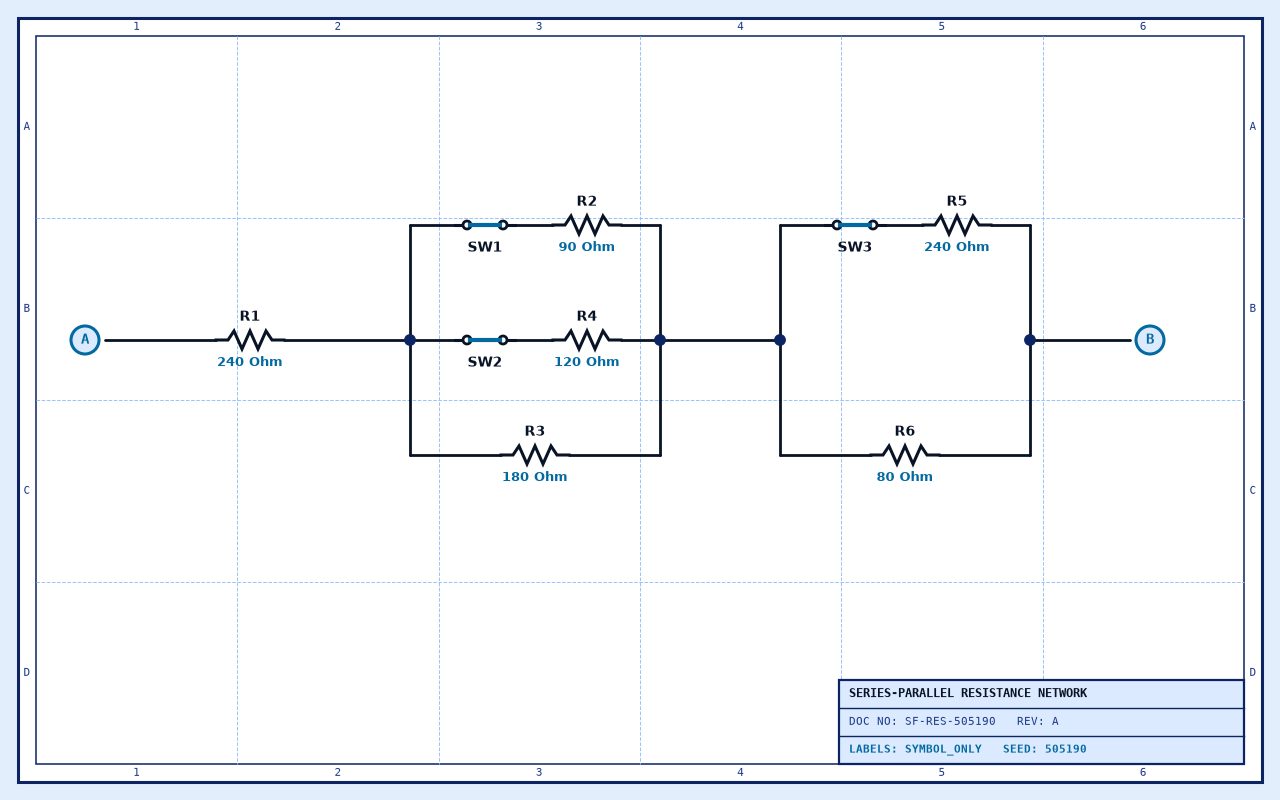 1 2 3 4 5 6
A A
R2 R5
SW1 90 Ohm SW3 240 Ohm
B B
R1 R4
A B
240 Ohm SW2 120 Ohm
R3 R6
180 Ohm 80 Ohm
C C
D D
SERIES-PARALLEL RESISTANCE NETWORK
DOC NO: SF-RES-505190 REV: A
LABELS: SYMBOL_ONLY SEED: 505190
1 2 3 4 5 6